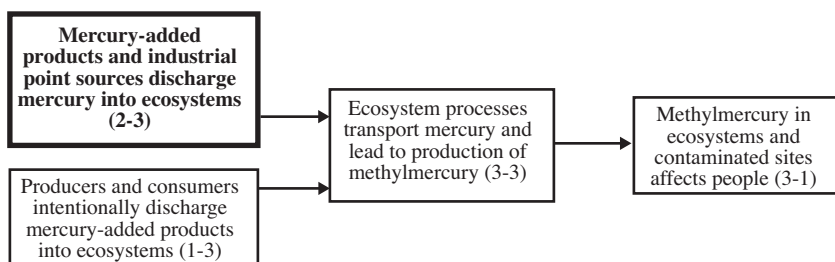 Mercury-added
products and industrial
point sources discharge
mercury into ecosystems
(2-3)
Producers and consumers
intentionally discharge
mercury-added products
into ecosystems (1-3)
Ecosystem processes
transport mercury and
lead to production of
methylmercury (3-3)
Methylmercury in
ecosystems and
contaminated sites
affects people (3-1)